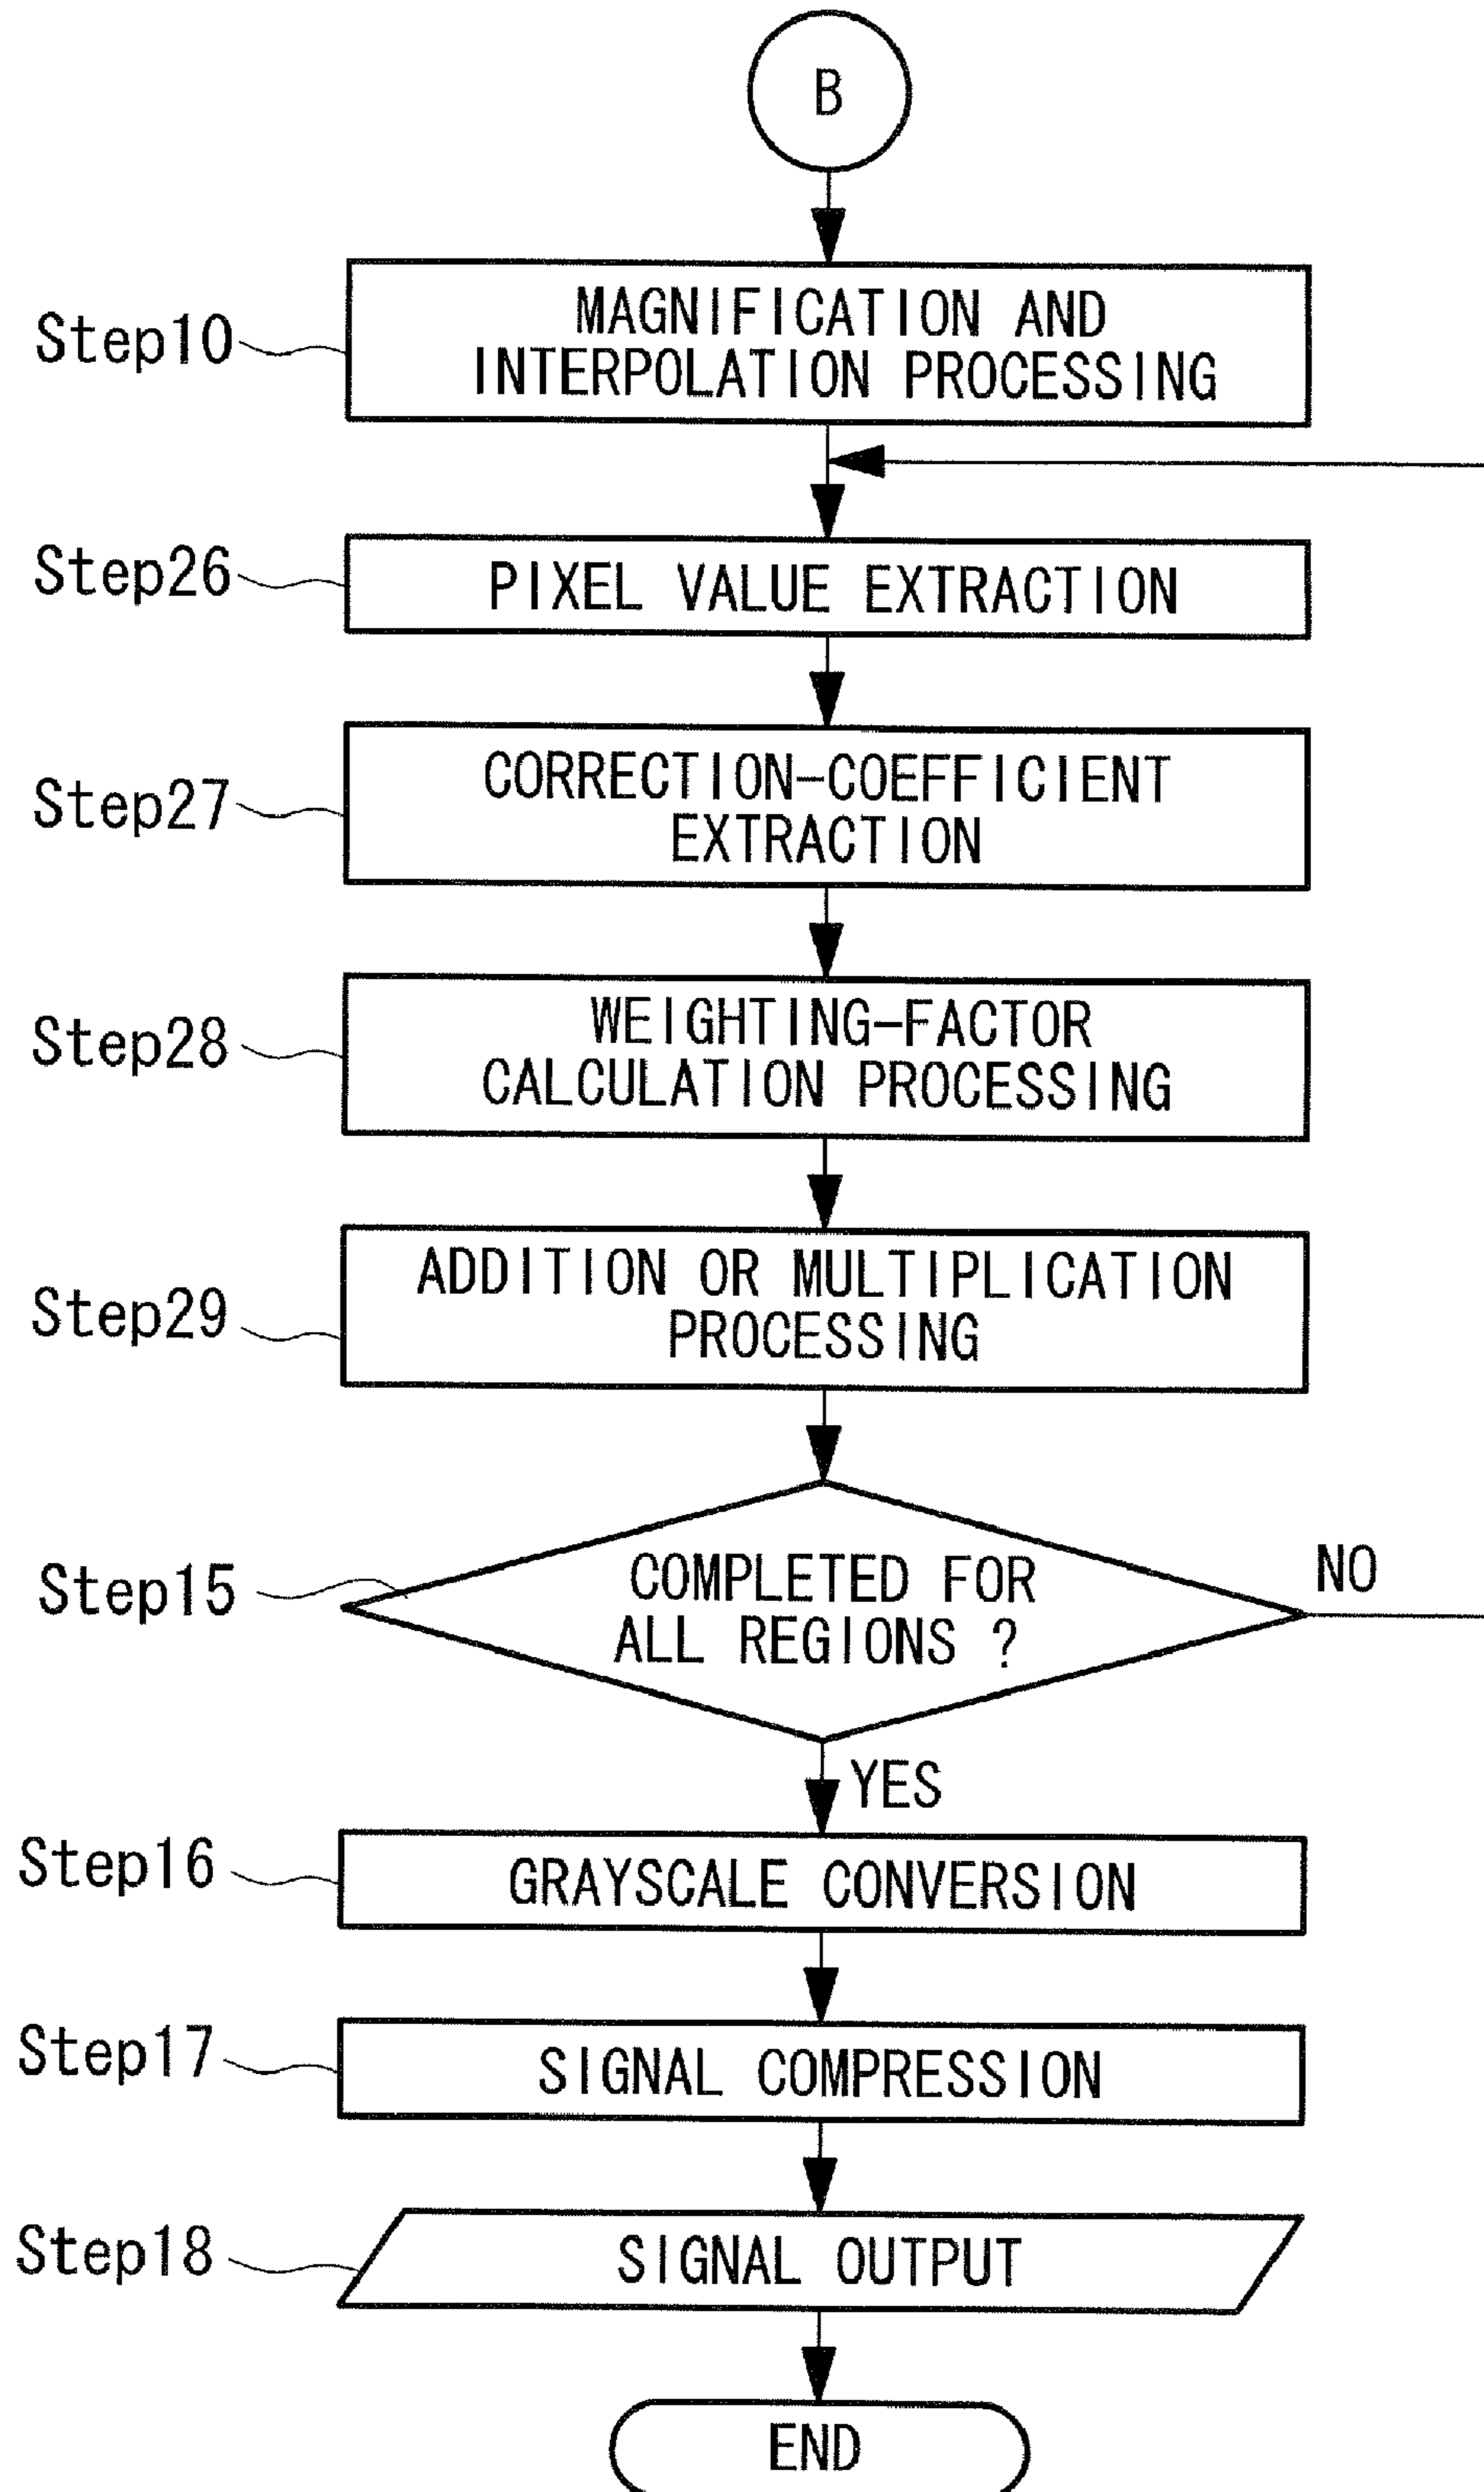 B
Step10
MAGNIFICATION AND
INTERPOLATION PROCESSING
Step26
PIXEL VALUE EXTRACTION
Step27
CORRECTION-COEFFICIENT
EXTRACTION
Step28
WEIGHTING-FACTOR
CALCULATION PROCESSING
Step29
ADDITION OR MULTIPLICATION
PROCESSING
Step15
COMPLETED FOR
ALL REGIONS ?
NO
YES
Step16
GRAYSCALE CONVERSION
Step17
SIGNAL COMPRESSION
Step18
SIGNAL OUTPUT
END